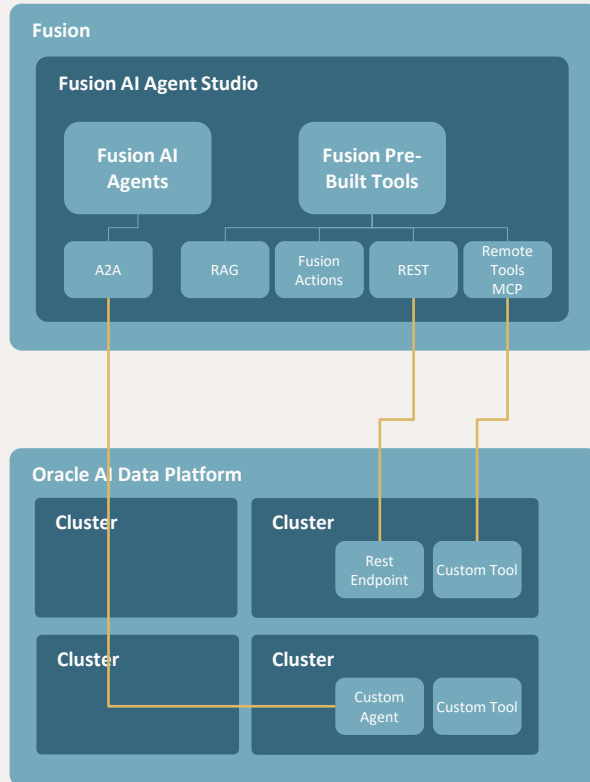 Fusion
Fusion AI Agent Studio
Fusion AI
Agents
Fusion Pre-
Built Tools
A2A
RAG
Fusion
Actions
REST
Remote
Tools
MCP
Oracle AI Data Platform
Cluster
Cluster
Rest
Endpoint
Custom Tool
Cluster
Cluster
Custom
Agent
Custom Tool